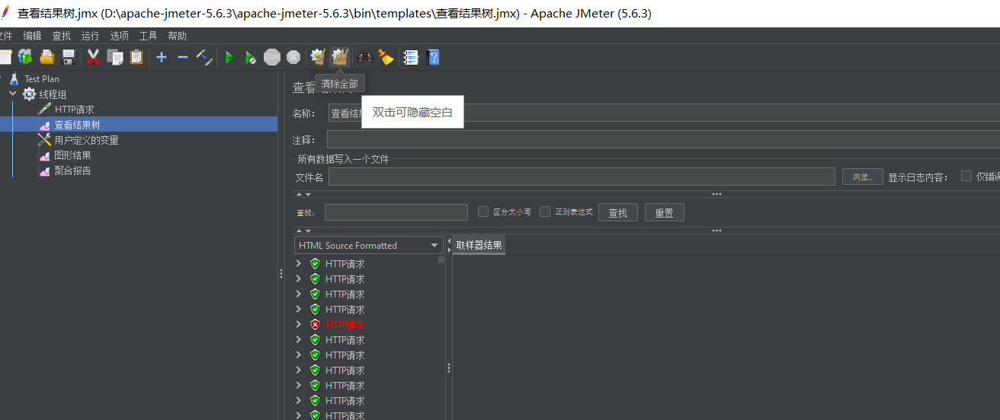 查看结果树.jmx (D:\apache-jmeter-5.6.3\apache-jmeter-5.6.3\bin\templates\查看结果树.jmx) - Apache JMeter (5.6.3)
文件 编辑 查找 运行 选项 工具 帮助
STOP
Test Plan
线程组
HTTP请求
查看结果树
用户定义的变量
图形结果
聚合报告
清除全部
双击可隐藏空白
查看
名称： 查看结
注释：
所有数据写入一个文件
文件名 浏览... 显示日志内容： 仅错误
查找： 区分大小写 正则表达式 查找 重置
HTML Source Formatted 取样器结果
HTTP请求
HTTP请求
HTTP请求
HTTP请求
HTTP请求
HTTP请求
HTTP请求
HTTP请求
HTTP请求
HTTP请求
HTTP请求